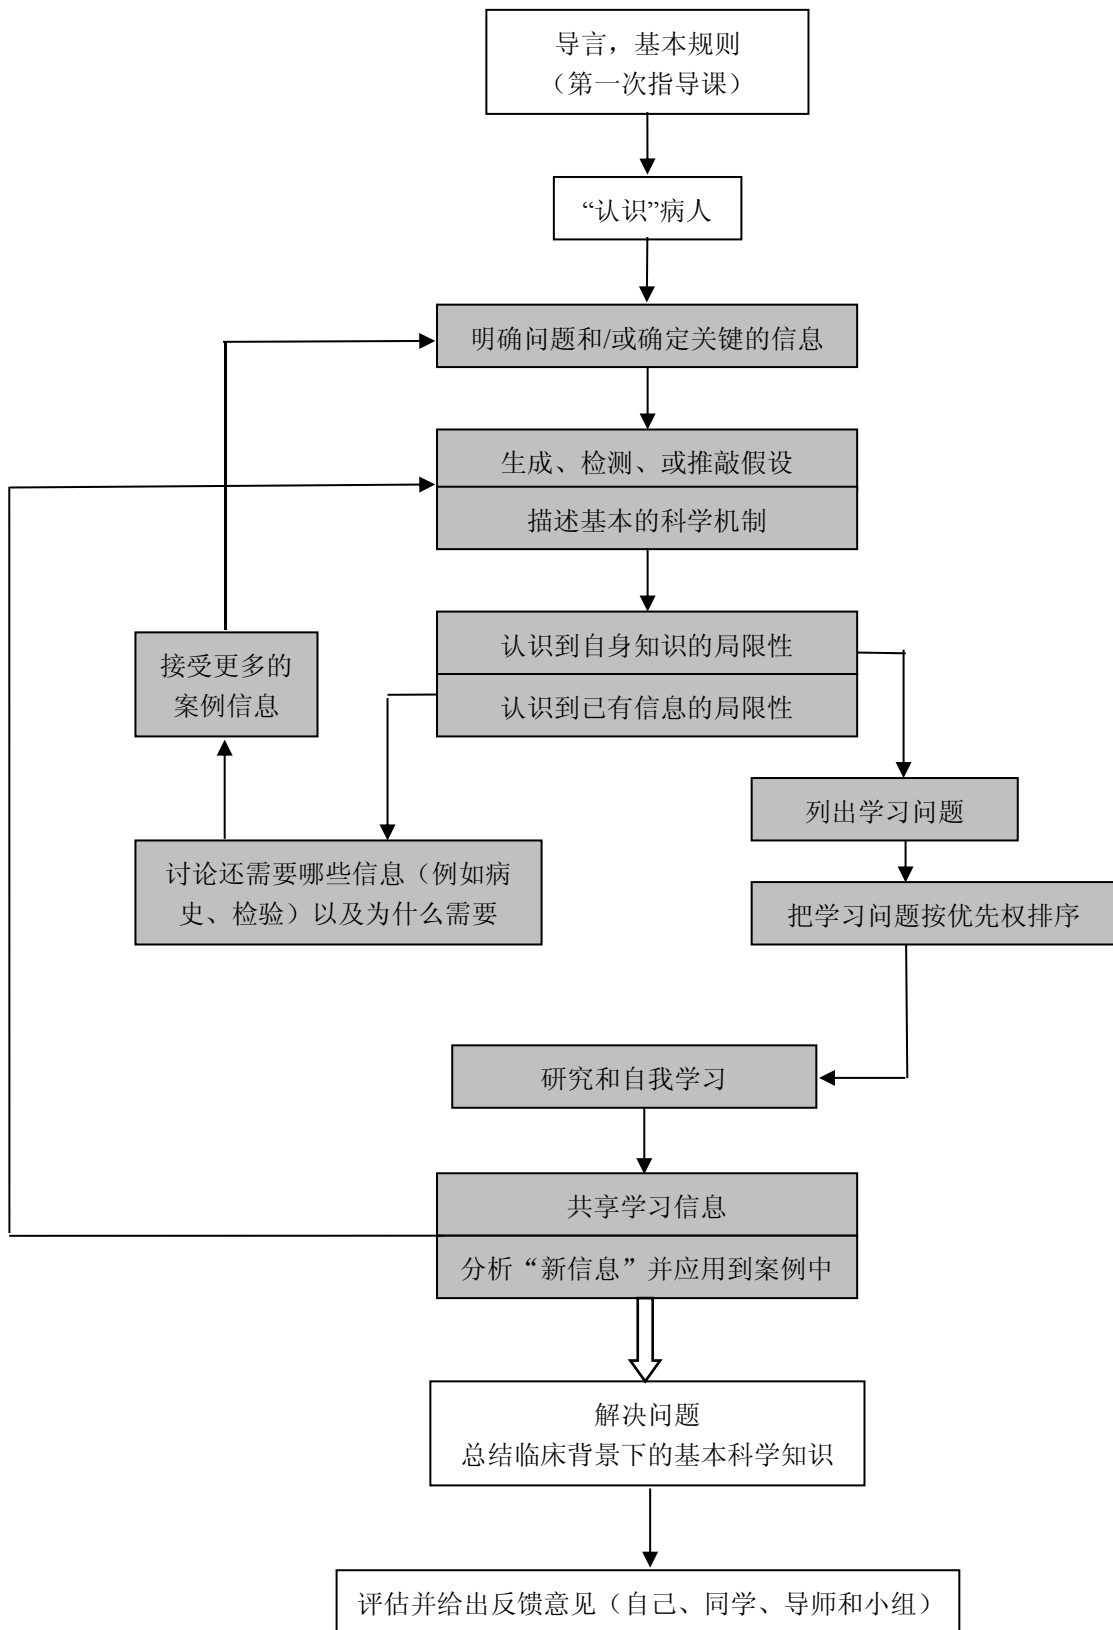 导言，基本规则
（第一次指导课）
“认识”病人
明确问题和/或确定关键的信息
生成、检测、或推敲假设
描述基本的科学机制
认识到自身知识的局限性
认识到已有信息的局限性
接受更多的
案例信息
列出学习问题
讨论还需要哪些信息（例如病
史、检验）以及为什么需要
把学习问题按优先权排序
研究和自我学习
共享学习信息
分析“新信息”并应用到案例中
解决问题
总结临床背景下的基本科学知识
评估并给出反馈意见（自己、同学、导师和小组）